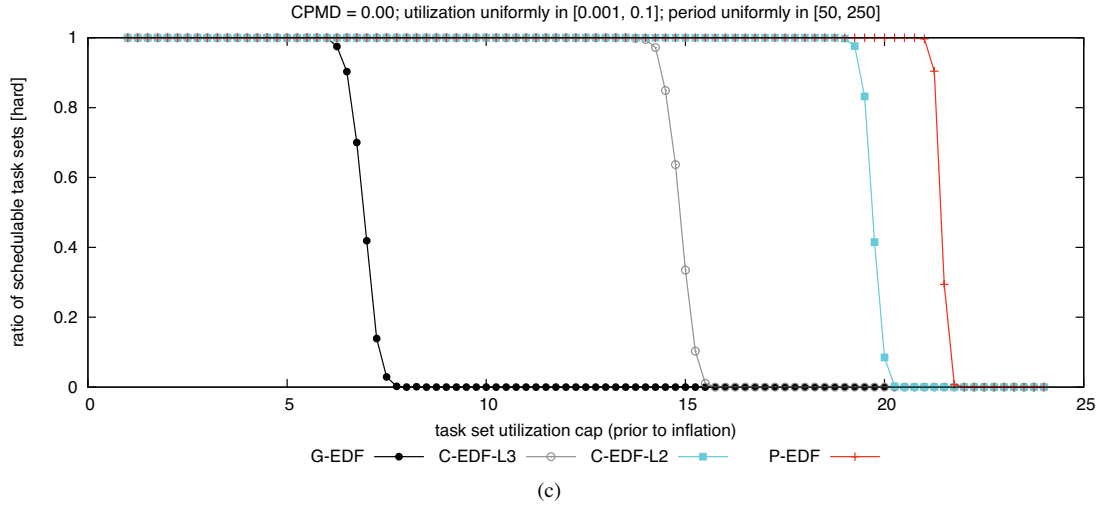 CPMD = 0.00; utilization uniformly in [0.001, 0.1]; period uniformly in [50, 250]
ratio of schedulable task sets [hard]
1
0.8
0.6
0.4
0.2
0
0 5 10 15 20 25
task set utilization cap (prior to inflation)
G-EDF C-EDF-L3 C-EDF-L2 P-EDF
(c)